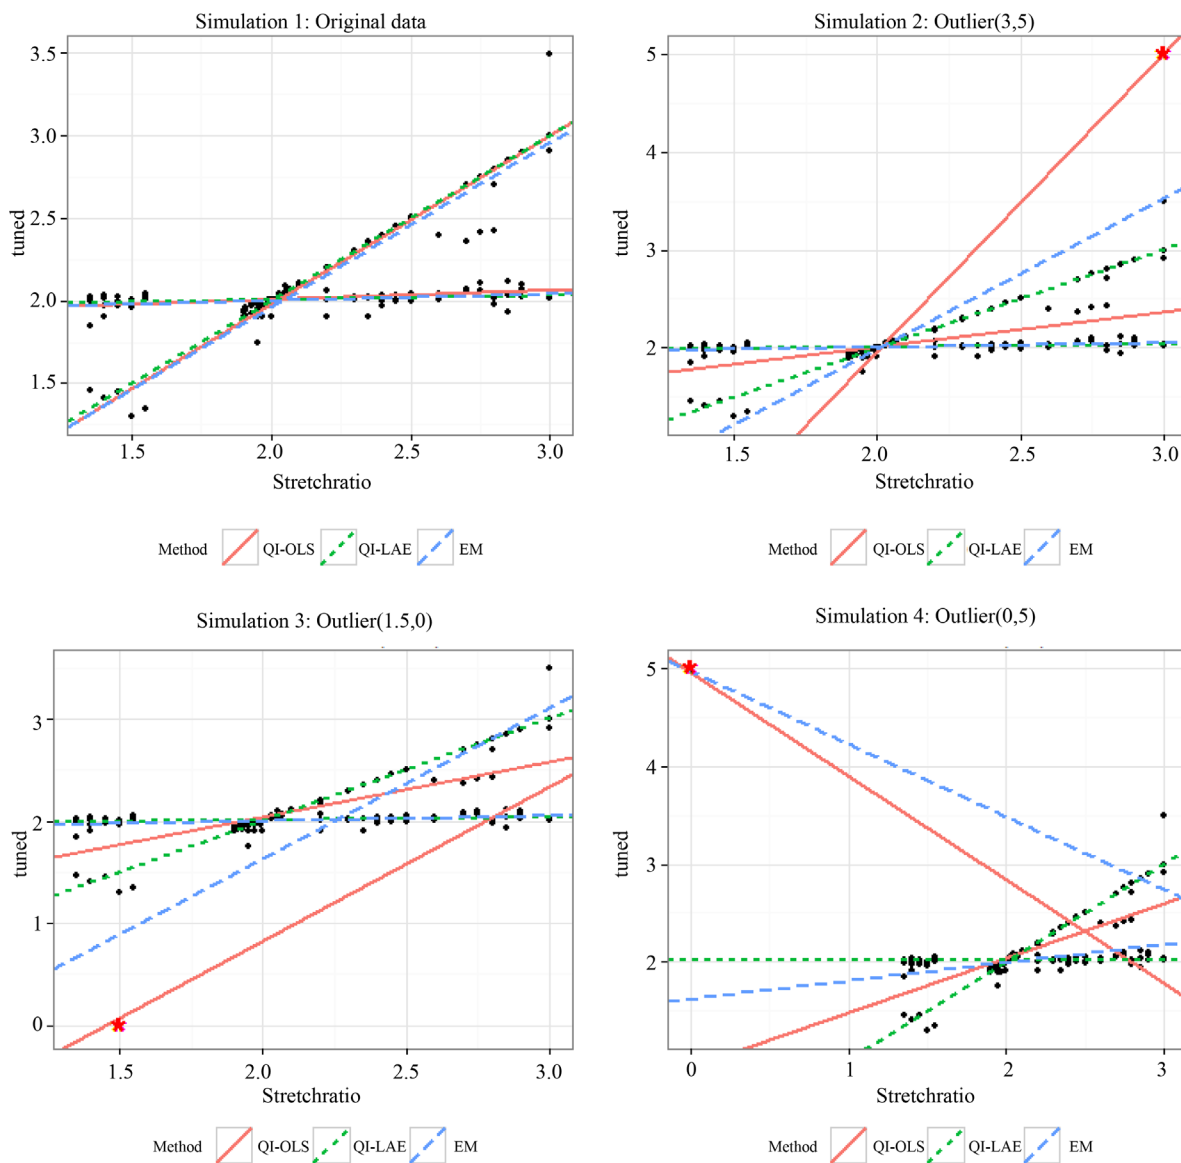 Simulation 1: Original data
3.5
3.0
2.5
2.0
1.5
tuned
1.5
2.0
2.5
3.0
Stretchratio
Method QI-OLS QI-LAE EM
Simulation 2: Outlier(3,5)
5
4
3
2
tuned
1.5
2.0
2.5
3.0
Stretchratio
Method QI-OLS QI-LAE EM
Simulation 3: Outlier(1.5,0)
3
2
1
0
tuned
1.5
2.0
2.5
3.0
Stretchratio
Method QI-OLS QI-LAE EM
Simulation 4: Outlier(0,5)
5
4
3
2
tuned
0
1
2
3
Stretchratio
Method QI-OLS QI-LAE EM